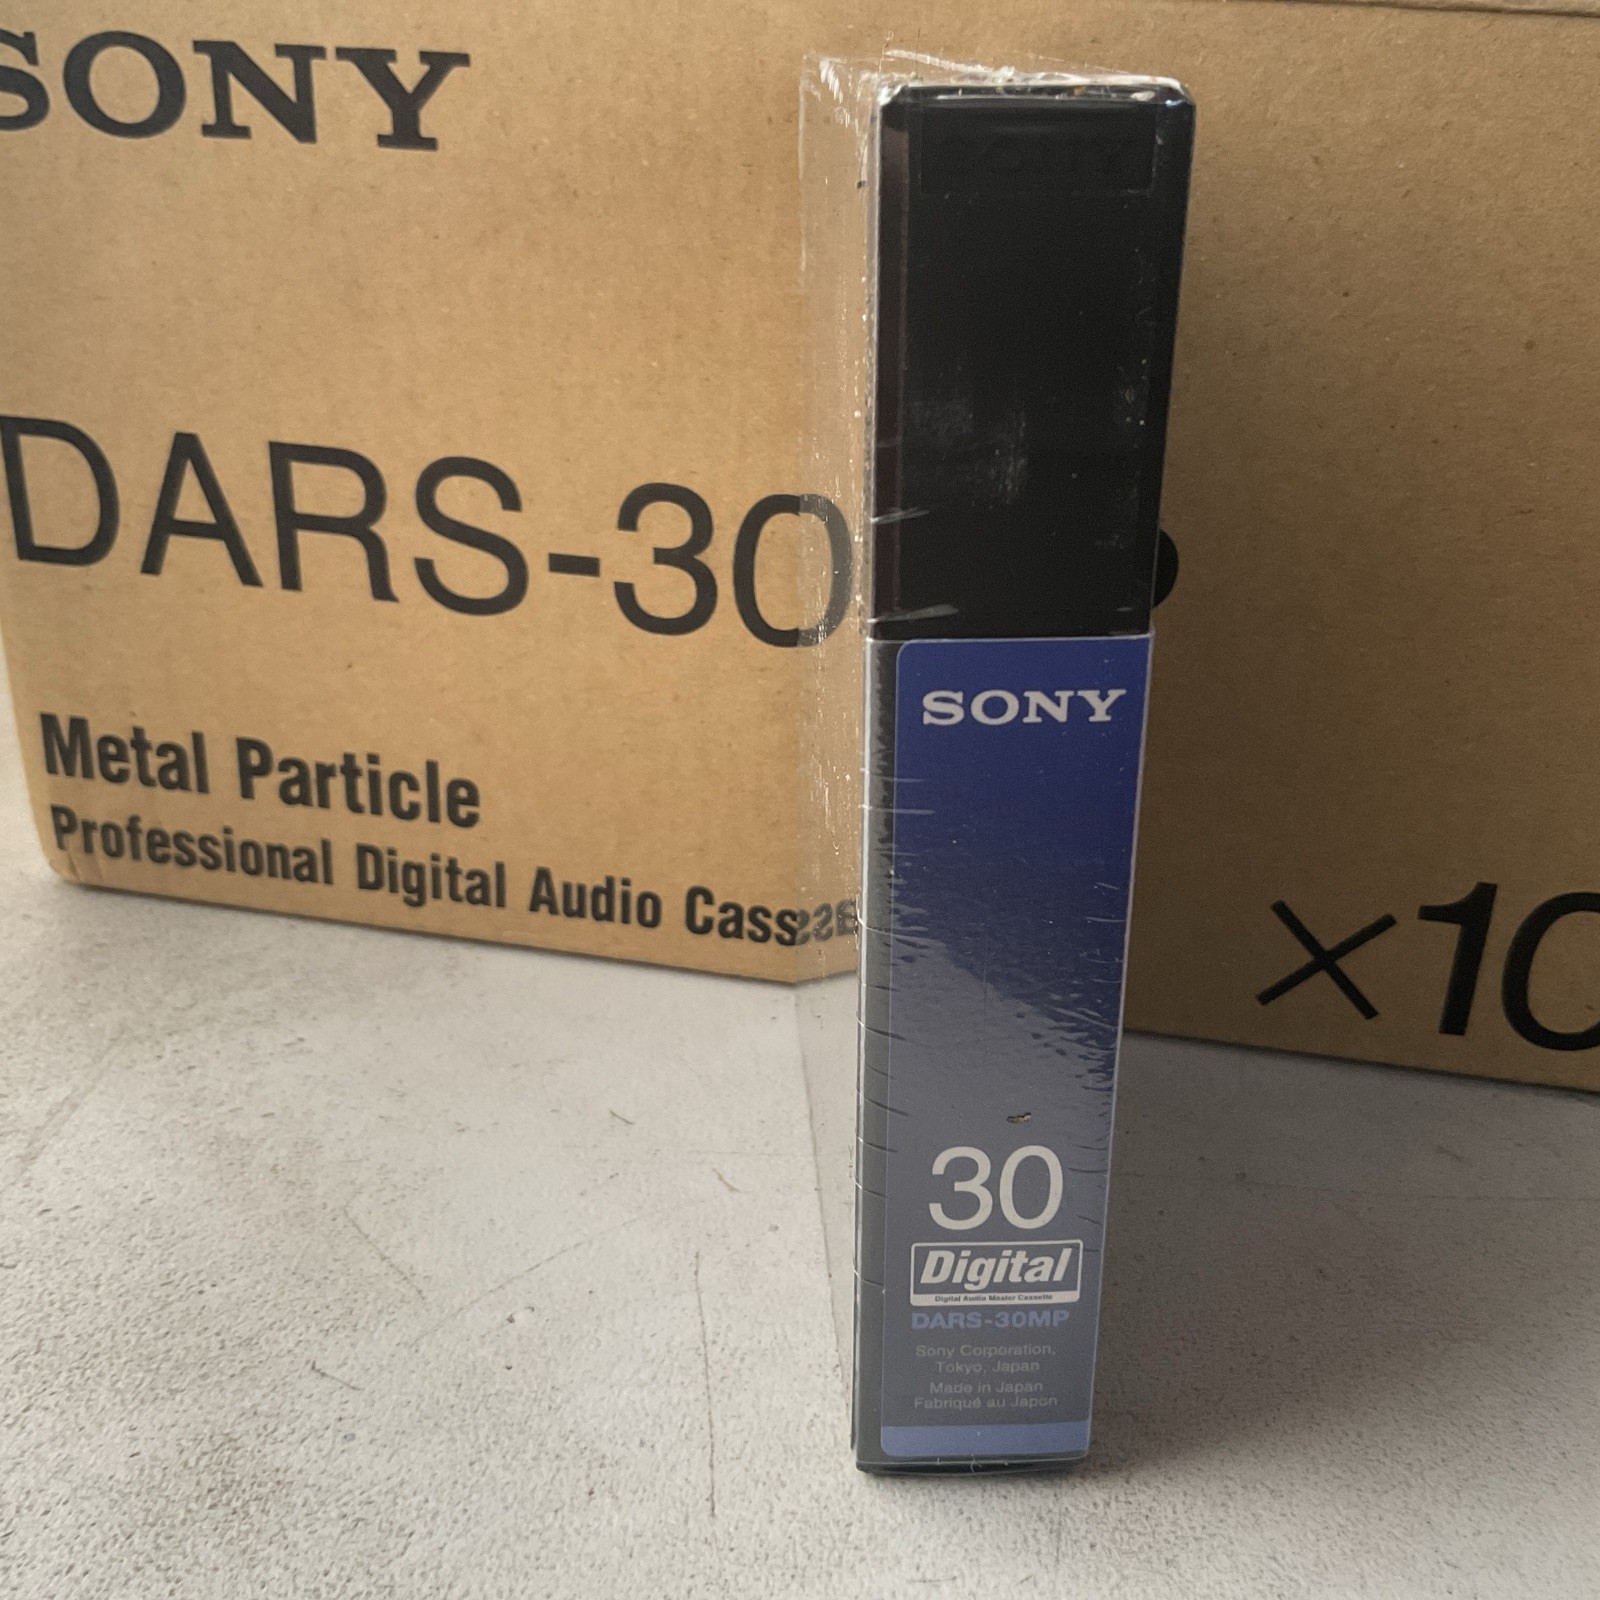 SONY
DARS-30
Metal Particle
Professional Digital Audio Cass
×10
SONY
30
Digital
Digital Audio Master Cassette
DARS-30MP
Sony Corporation,
Tokyo, Japan
Made in Japan
Fabriqué au Japon